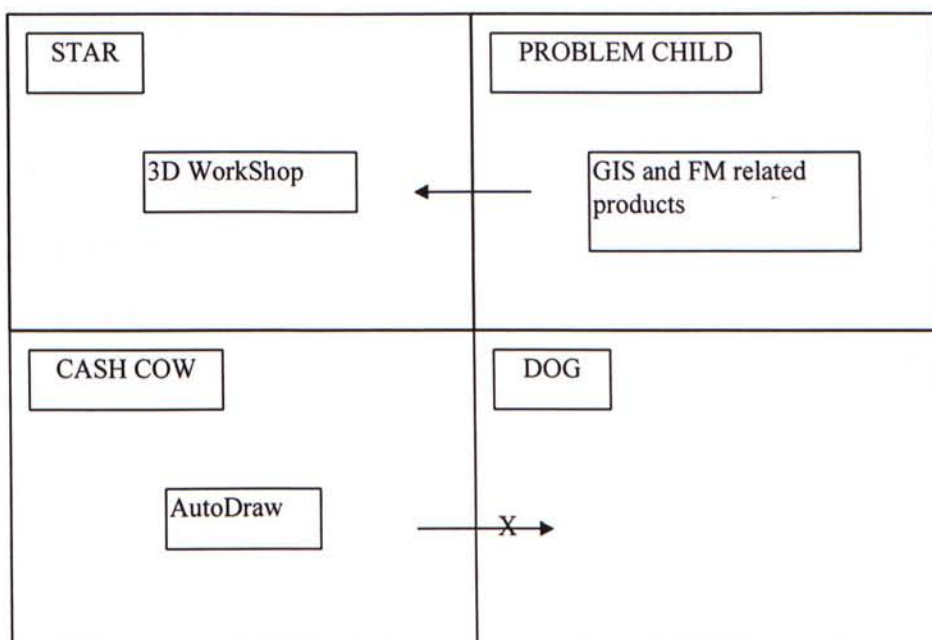 STAR
PROBLEM CHILD
3D WorkShop
GIS and FM related
products
CASH COW
DOG
AutoDraw
X